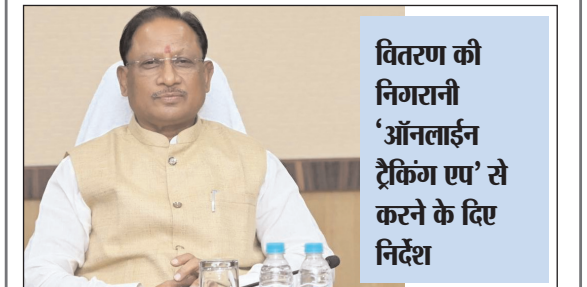 वितरण की
निगरानी
‘ऑनलाईन
ट्रैकिंग एप’ से
करने के दिए
निर्देश